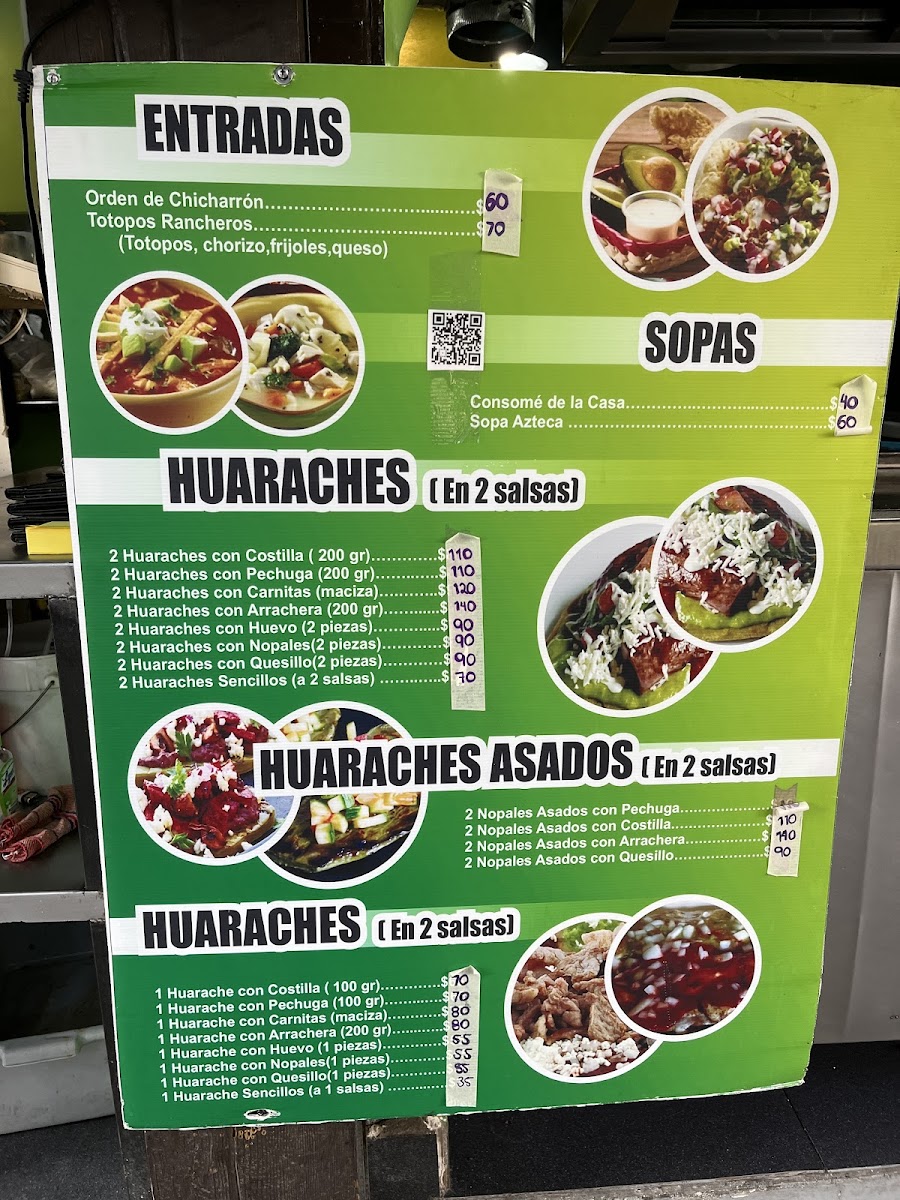 ENTRADAS
Orden de Chicharrón.................................$60
Totopos Rancheros.................................$70
(Totopos, chorizo,frijoles,queso)
SOPAS
Consomé de la Casa.................................$40
Sopa Azteca .................................$60
HUARACHES ( En 2 salsas)
2 Huaraches con Costilla ( 200 gr)............$110
2 Huaraches con Pechuga (200 gr)............$110
2 Huaraches con Carnitas (maciza)............$120
2 Huaraches con Arrachera (200 gr)............$140
2 Huaraches con Huevo (2 piezas)............$90
2 Huaraches con Nopales(2 piezas)............$90
2 Huaraches con Quesillo(2 piezas)............$90
2 Huaraches Sencillos (a 2 salsas) ............$70
HUARACHES ASADOS ( En 2 salsas)
2 Nopales Asados con Pechuga..................
2 Nopales Asados con Costilla..................$110
2 Nopales Asados con Arrachera..................$140
2 Nopales Asados con Quesillo..................$90
HUARACHES ( En 2 salsas)
1 Huarache con Costilla ( 100 gr)............$70
1 Huarache con Pechuga (100 gr)............$70
1 Huarache con Carnitas (maciza)............$80
1 Huarache con Arrachera (200 gr)............$80
1 Huarache con Huevo (1 piezas)............$55
1 Huarache con Nopales(1 piezas)............55
1 Huarache con Quesillo(1 piezas)............55
1 Huarache Sencillos (a 1 salsas) ............35